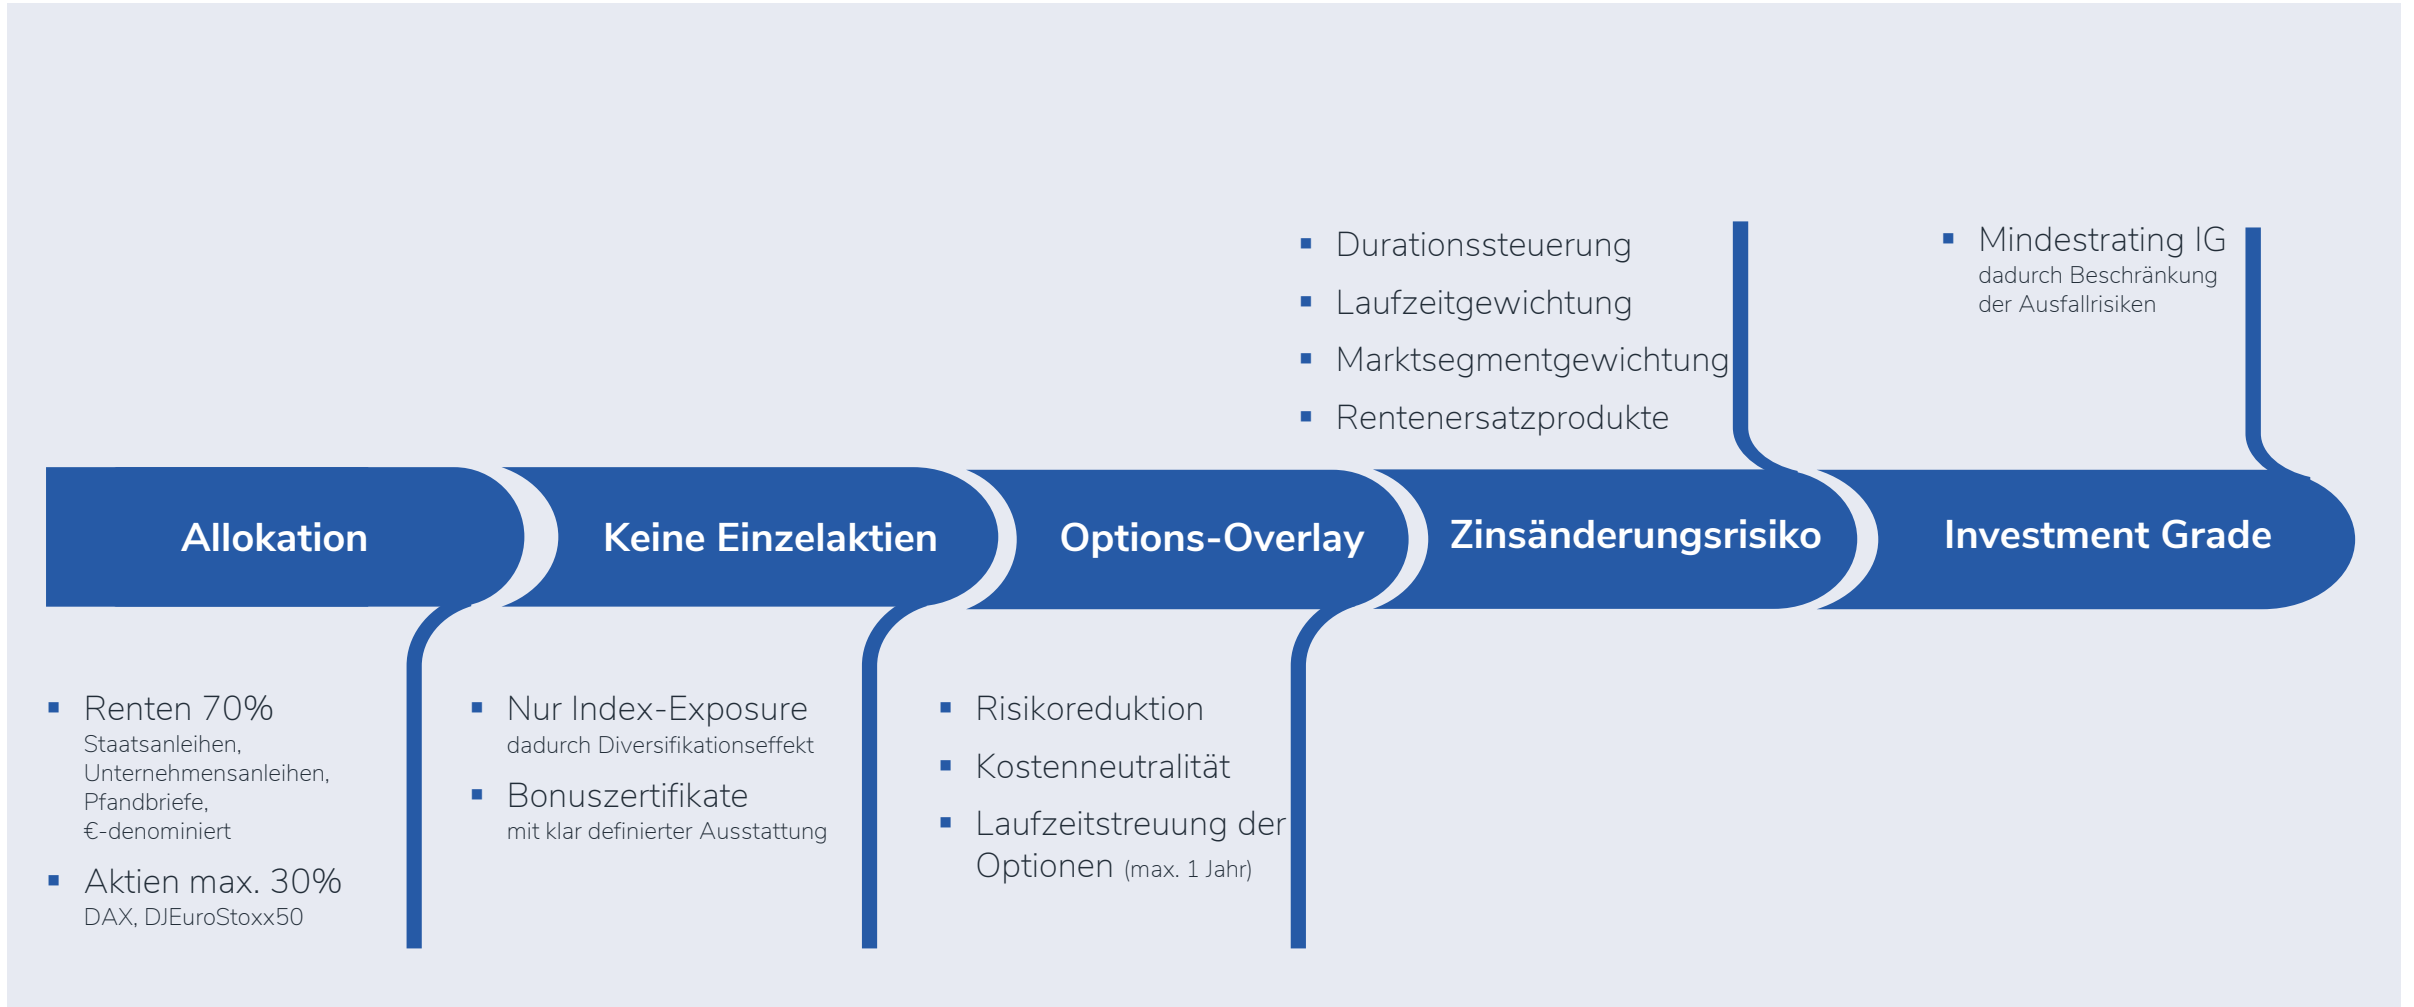 ▪ Durationssteuerung
▪ Laufzeitgewichtung
▪ Marktsegmentgewichtung
▪ Rentenersatzprodukte
▪ Mindestrating IG
dadurch Beschränkung
der Ausfallrisiken
Allokation
Keine Einzelaktien
Options-Overlay
Zinsänderungsrisiko
Investment Grade
▪ Renten 70%
Staatsanleihen,
Unternehmensanleihen,
Pfandbriefe,
€-denominiert
▪ Aktien max. 30%
DAX, DJEuroStoxx50
▪ Nur Index-Exposure
dadurch Diversifikationseffekt
▪ Bonuszertifikate
mit klar definierter Ausstattung
▪ Risikoreduktion
▪ Kostenneutralität
▪ Laufzeitstreuung der
Optionen (max. 1 Jahr)